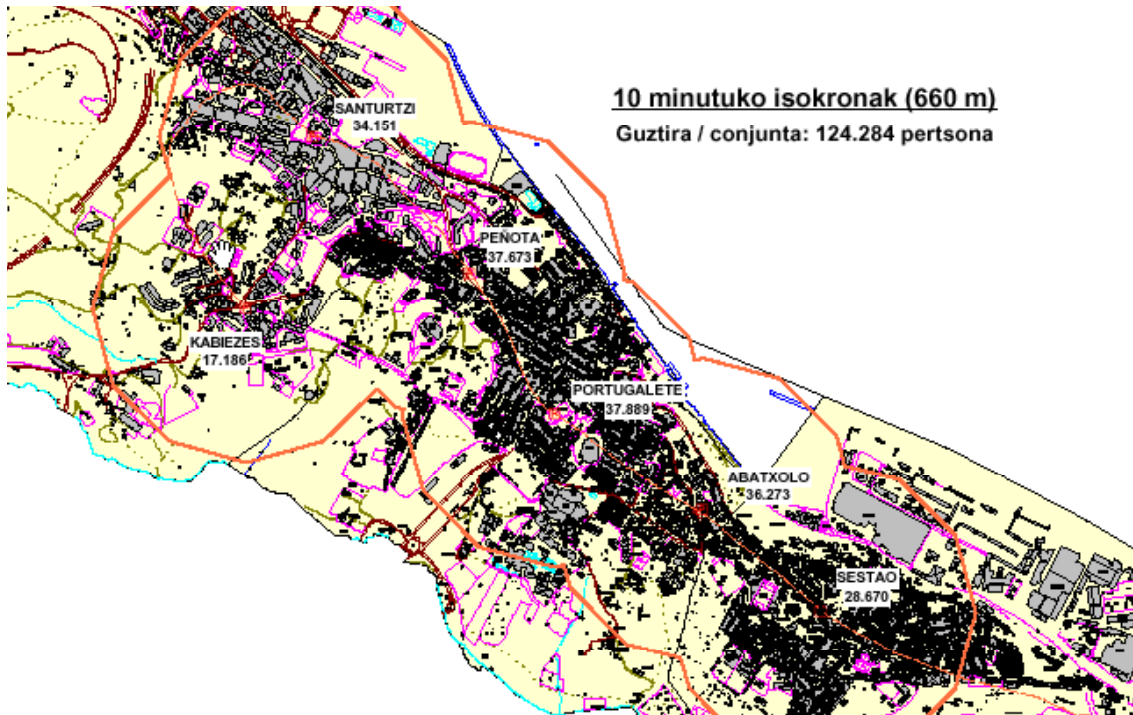 10 minutuko isokronak (660 m)
Guztira / conjunta: 124.284 pertsona
SANTURTZI
34.151
PEÑOTA
37.673
KABIEZES
17.186
PORTUGALETE
37.889
ABATXOLO
36.273
SESTAO
28.670